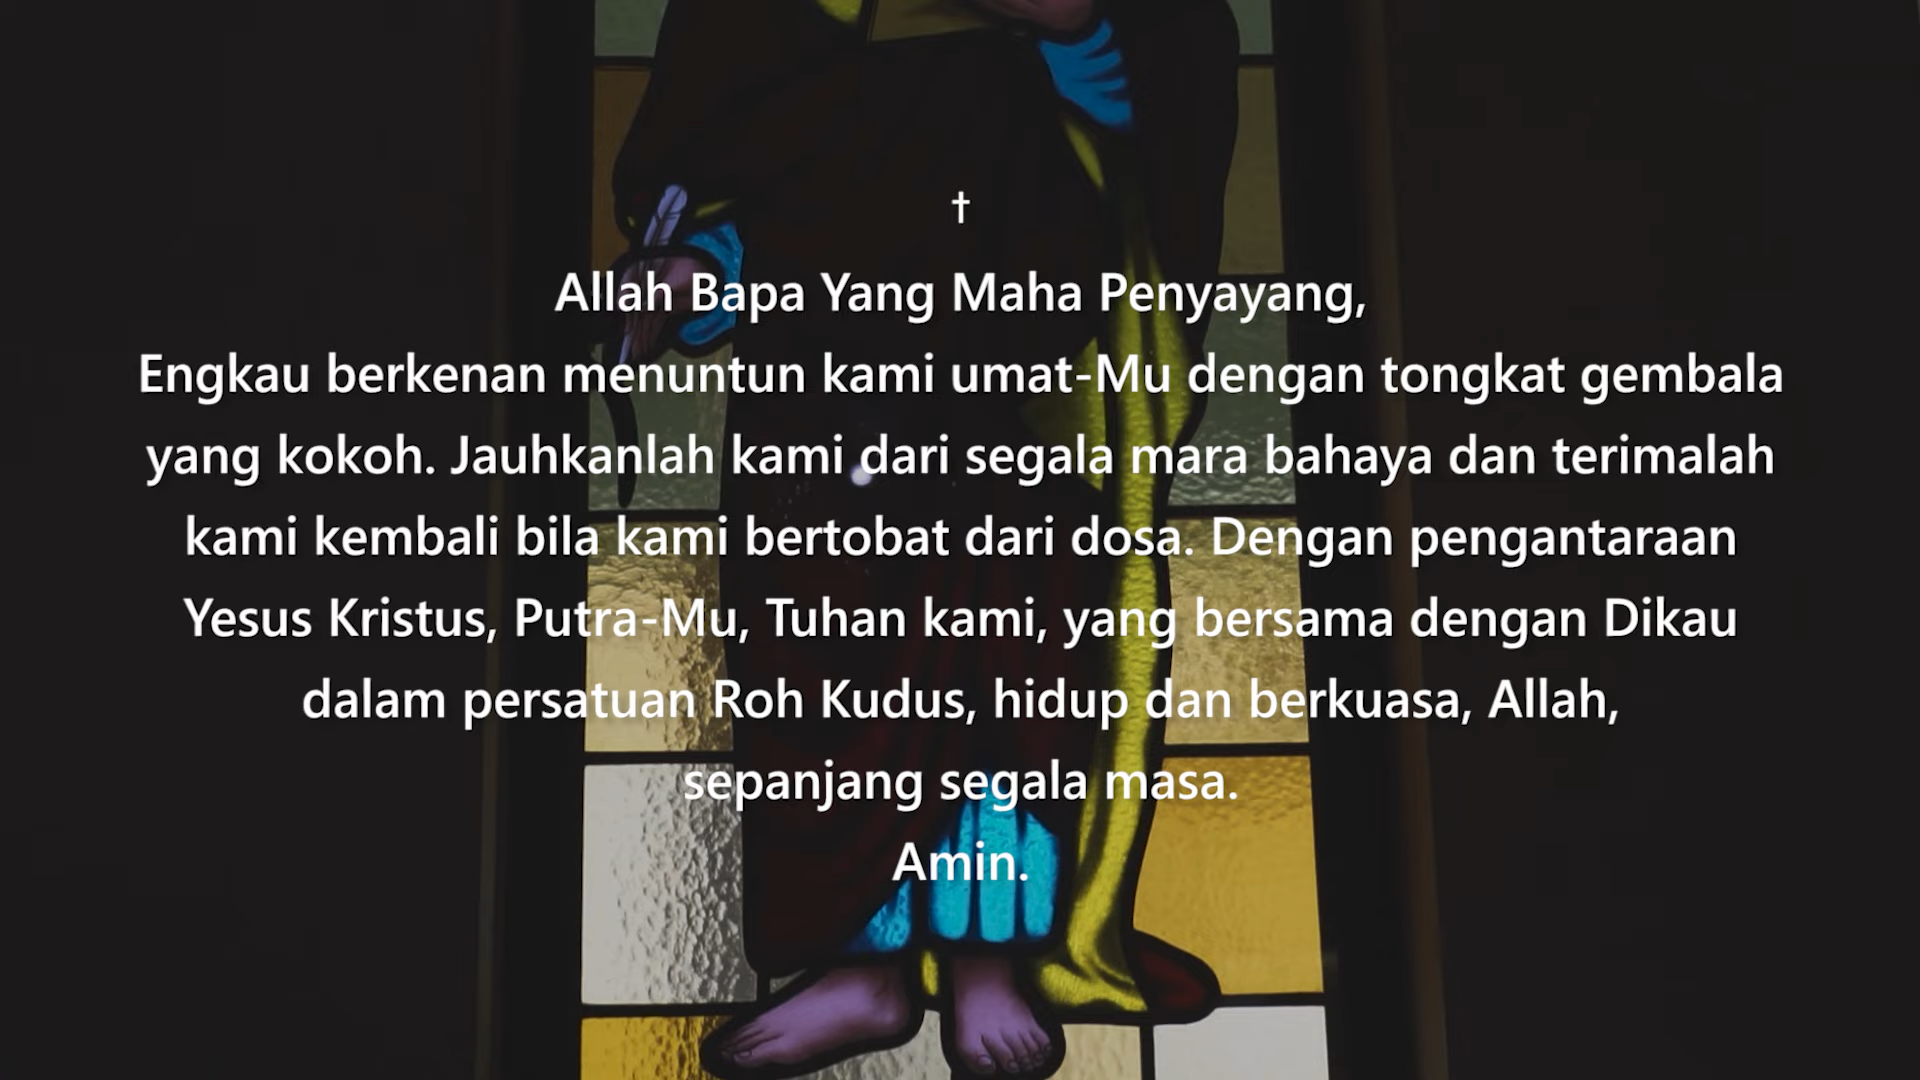 †
Allah Bapa Yang Maha Penyayang,
Engkau berkenan menuntun kami umat-Mu dengan tongkat gembala
yang kokoh. Jauhkanlah kami dari segala mara bahaya dan terimalah
kami kembali bila kami bertobat dari dosa. Dengan pengantaraan
Yesus Kristus, Putra-Mu, Tuhan kami, yang bersama dengan Dikau
dalam persatuan Roh Kudus, hidup dan berkuasa, Allah,
sepanjang segala masa.
Amin.